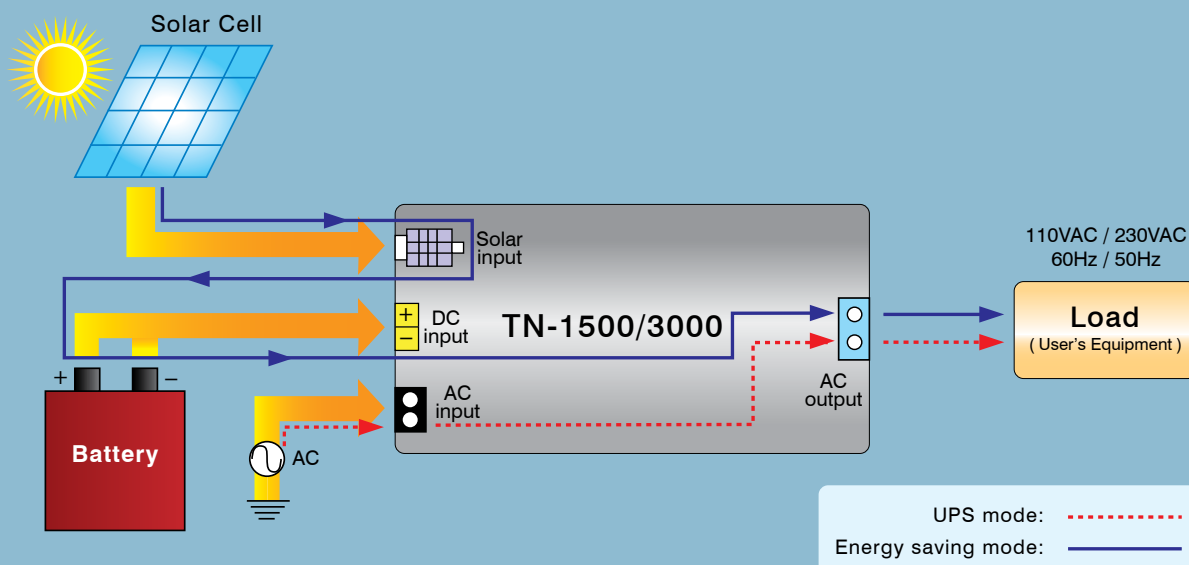 Solar Cell
Solar
input
110VAC / 230VAC
60Hz / 50Hz
+
−
DC
input
TN-1500/3000
Load
( User's Equipment )
+
−
AC
input
AC
output
Battery
AC
UPS mode:
Energy saving mode: